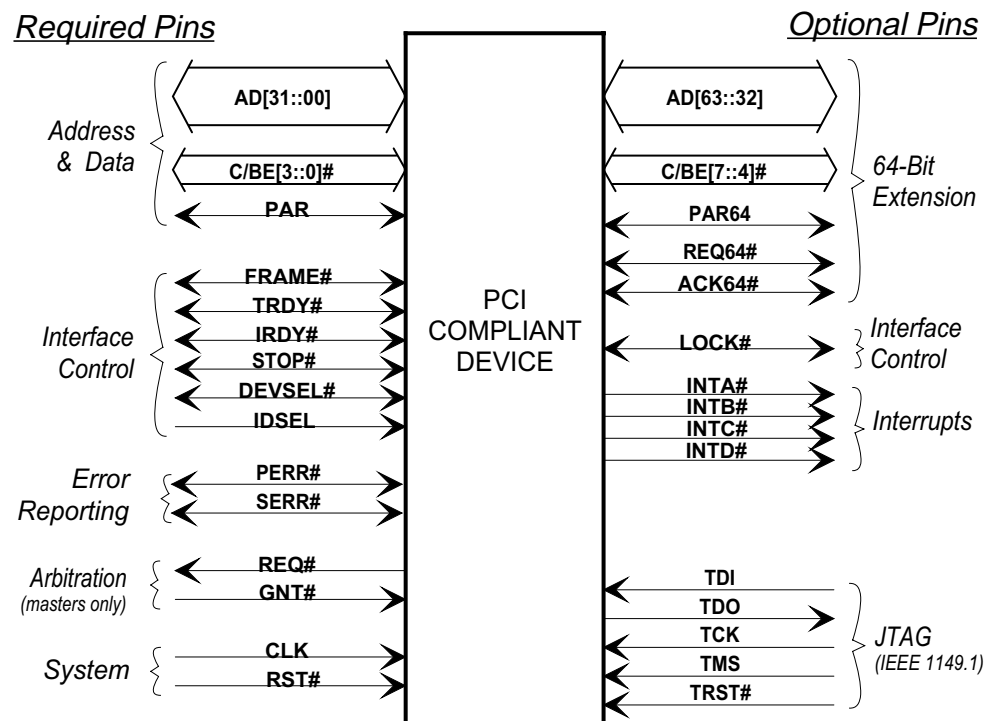 Required Pins
Optional Pins
Address
& Data
AD[31::00]
C/BE[3::0]#
PAR
Interface
Control
FRAME#
TRDY#
IRDY#
STOP#
DEVSEL#
IDSEL
Error
Reporting
PERR#
SERR#
Arbitration
(masters only)
REQ#
GNT#
System
CLK
RST#
PCI
COMPLIANT
DEVICE
AD[63::32]
C/BE[7::4]#
PAR64
REQ64#
ACK64#
64-Bit
Extension
LOCK#
Interface
Control
INTA#
INTB#
INTC#
INTD#
Interrupts
TDI
TDO
TCK
TMS
TRST#
JTAG
(IEEE 1149.1)